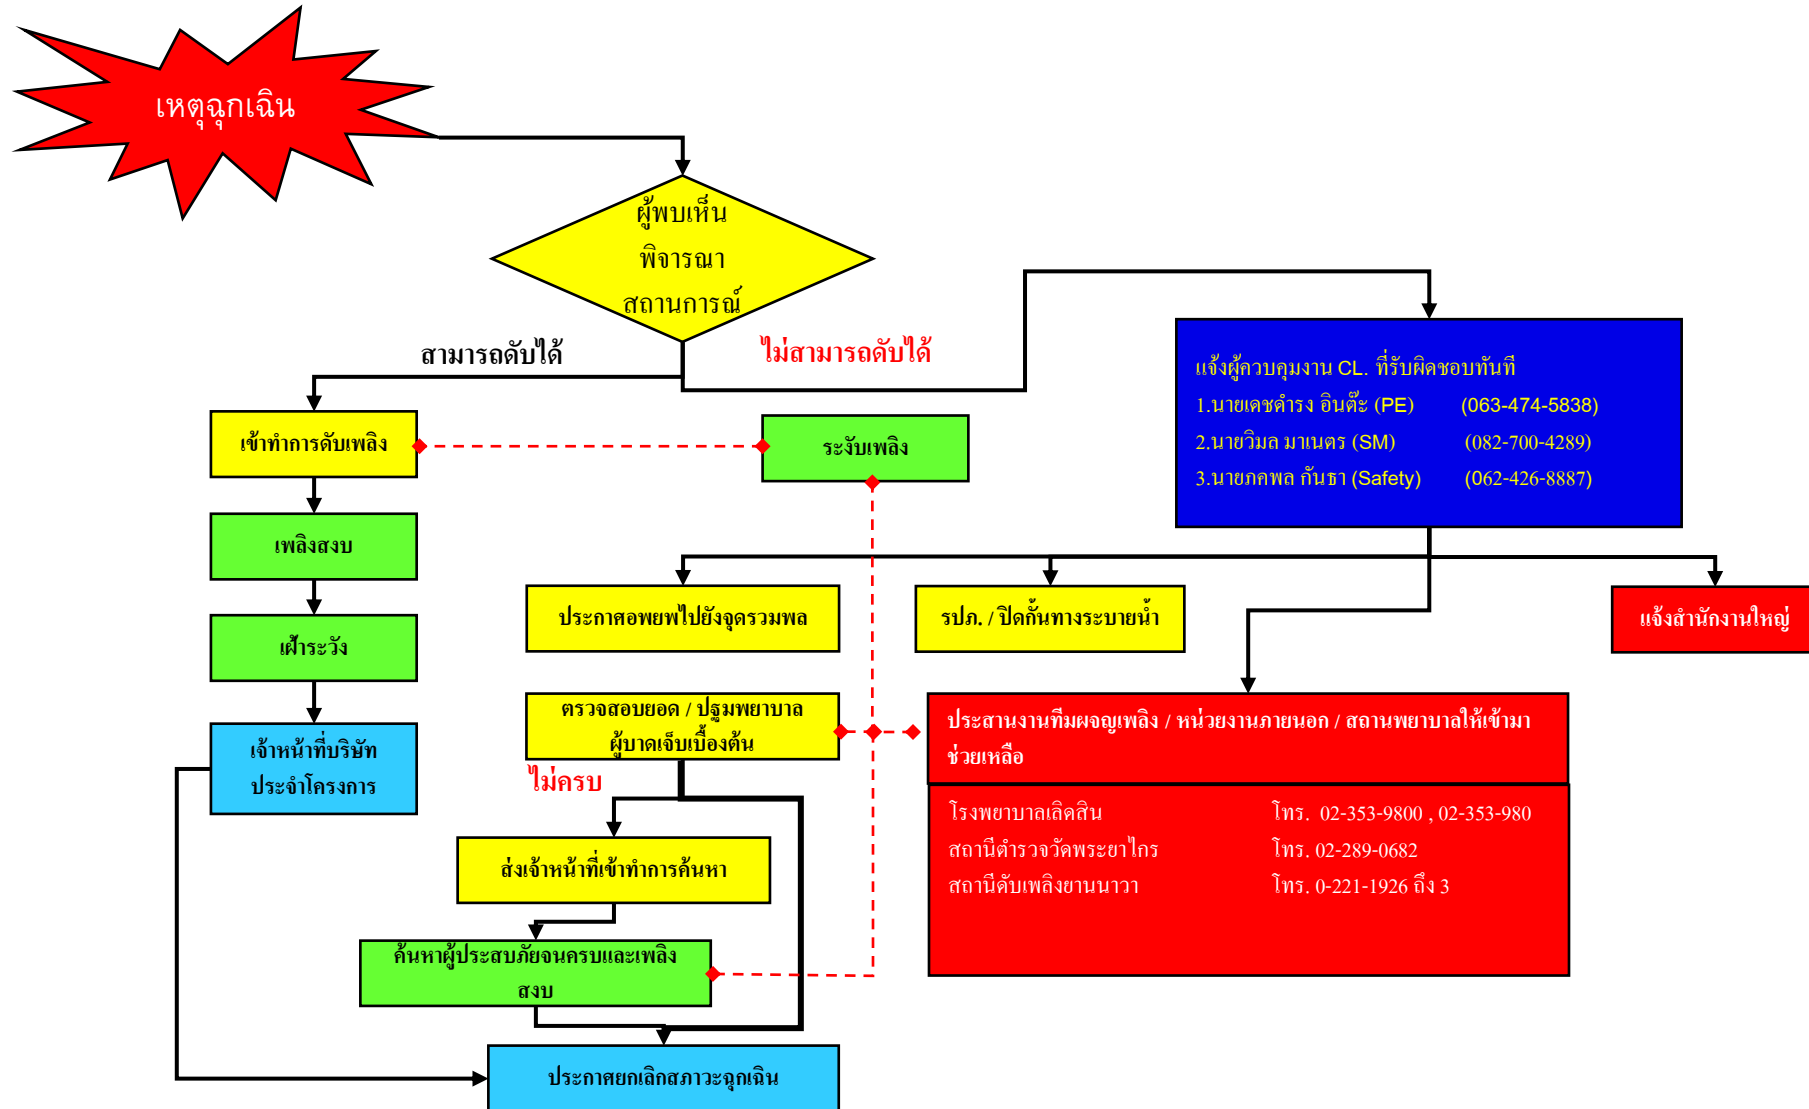 เหตุฉุกเฉิน
ผู้พบเห็น
พิจารณา
สถานการณ์
สามารถดับได้
ไม่สามารถดับได้
แจ้งผู้ควบคุมงาน CL. ที่รับผิดชอบทันที
1.นายเดชดำรง อินต๊ะ (PE) (063-474-5838)
2.นายวิมล มาเนตร (SM) (082-700-4289)
3.นายภคพล กันธา (Safety) (062-426-8887)
เข้าทำการดับเพลิง
ระงับเพลิง
เพลิงสงบ
เฝ้าระวัง
เจ้าหน้าที่บริษัท
ประจำโครงการ
ประกาศอพยพไปยังจุดรวมพล
รปภ. / ปิดกั้นทางระบายน้ำ
แจ้งสำนักงานใหญ่
ตรวจสอบยอด / ปฐมพยาบาล
ผู้บาดเจ็บเบื้องต้น
ไม่ครบ
ประสานงานทีมผจญเพลิง / หน่วยงานภายนอก / สถานพยาบาลให้เข้ามา
ช่วยเหลือ
โรงพยาบาลเลิดสิน โทร. 02-353-9800 , 02-353-980
สถานีตำรวจวัดพระยาไกร โทร. 02-289-0682
สถานีดับเพลิงยานนาวา โทร. 0-221-1926 ถึง 3
ส่งเจ้าหน้าที่เข้าทำการค้นหา
ค้นหาผู้ประสบภัยจนครบและเพลิง
สงบ
ประกาศยกเลิกสภาวะฉุกเฉิน